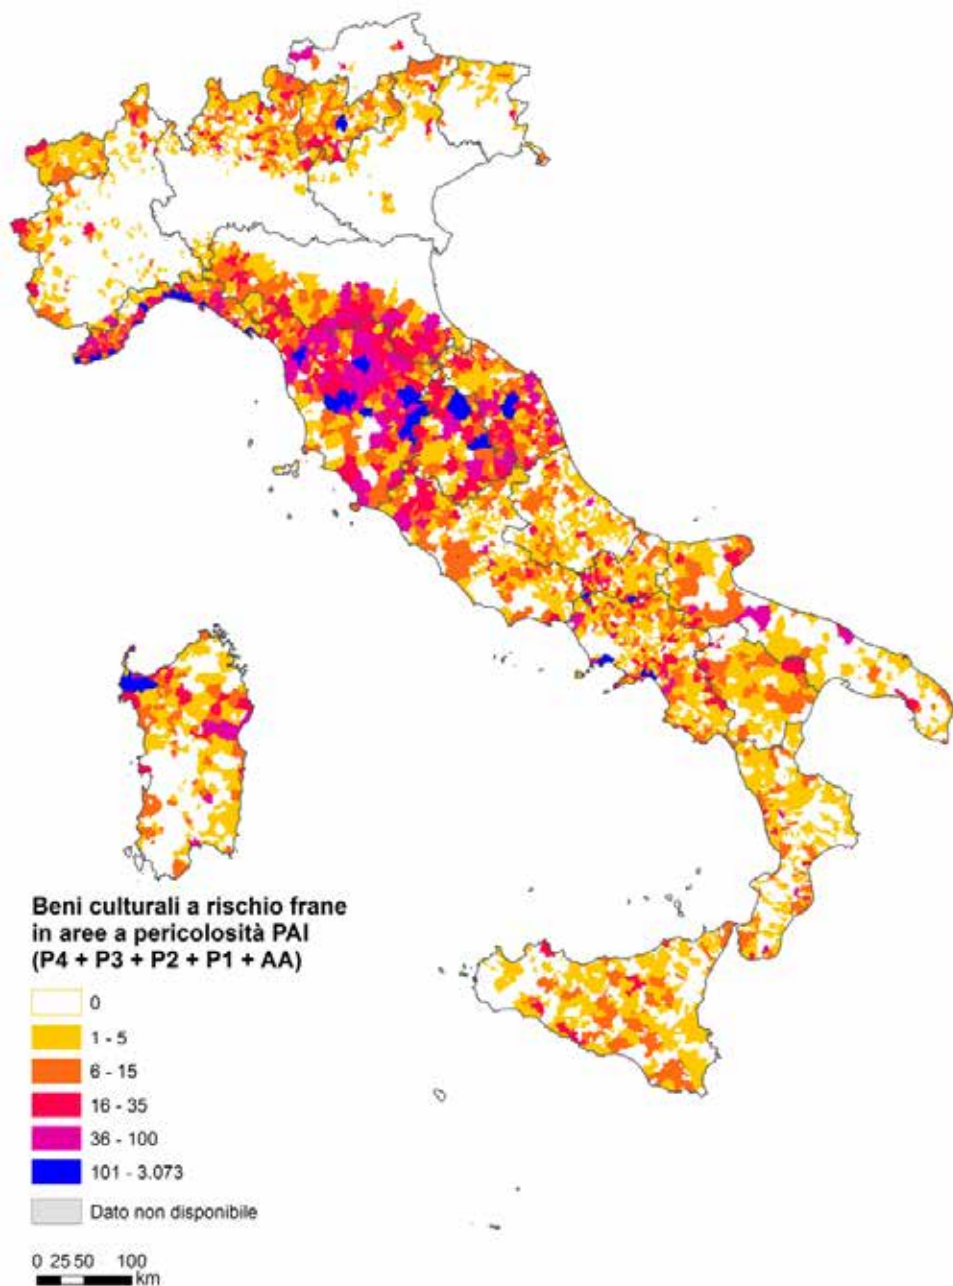 Beni culturali a rischio frane
in aree a pericolosità PAI
(P4 + P3 + P2 + P1 + AA)
0
1 - 5
6 - 15
16 - 35
36 - 100
101 - 3.073
Dato non disponibile
0 25 50 100
km